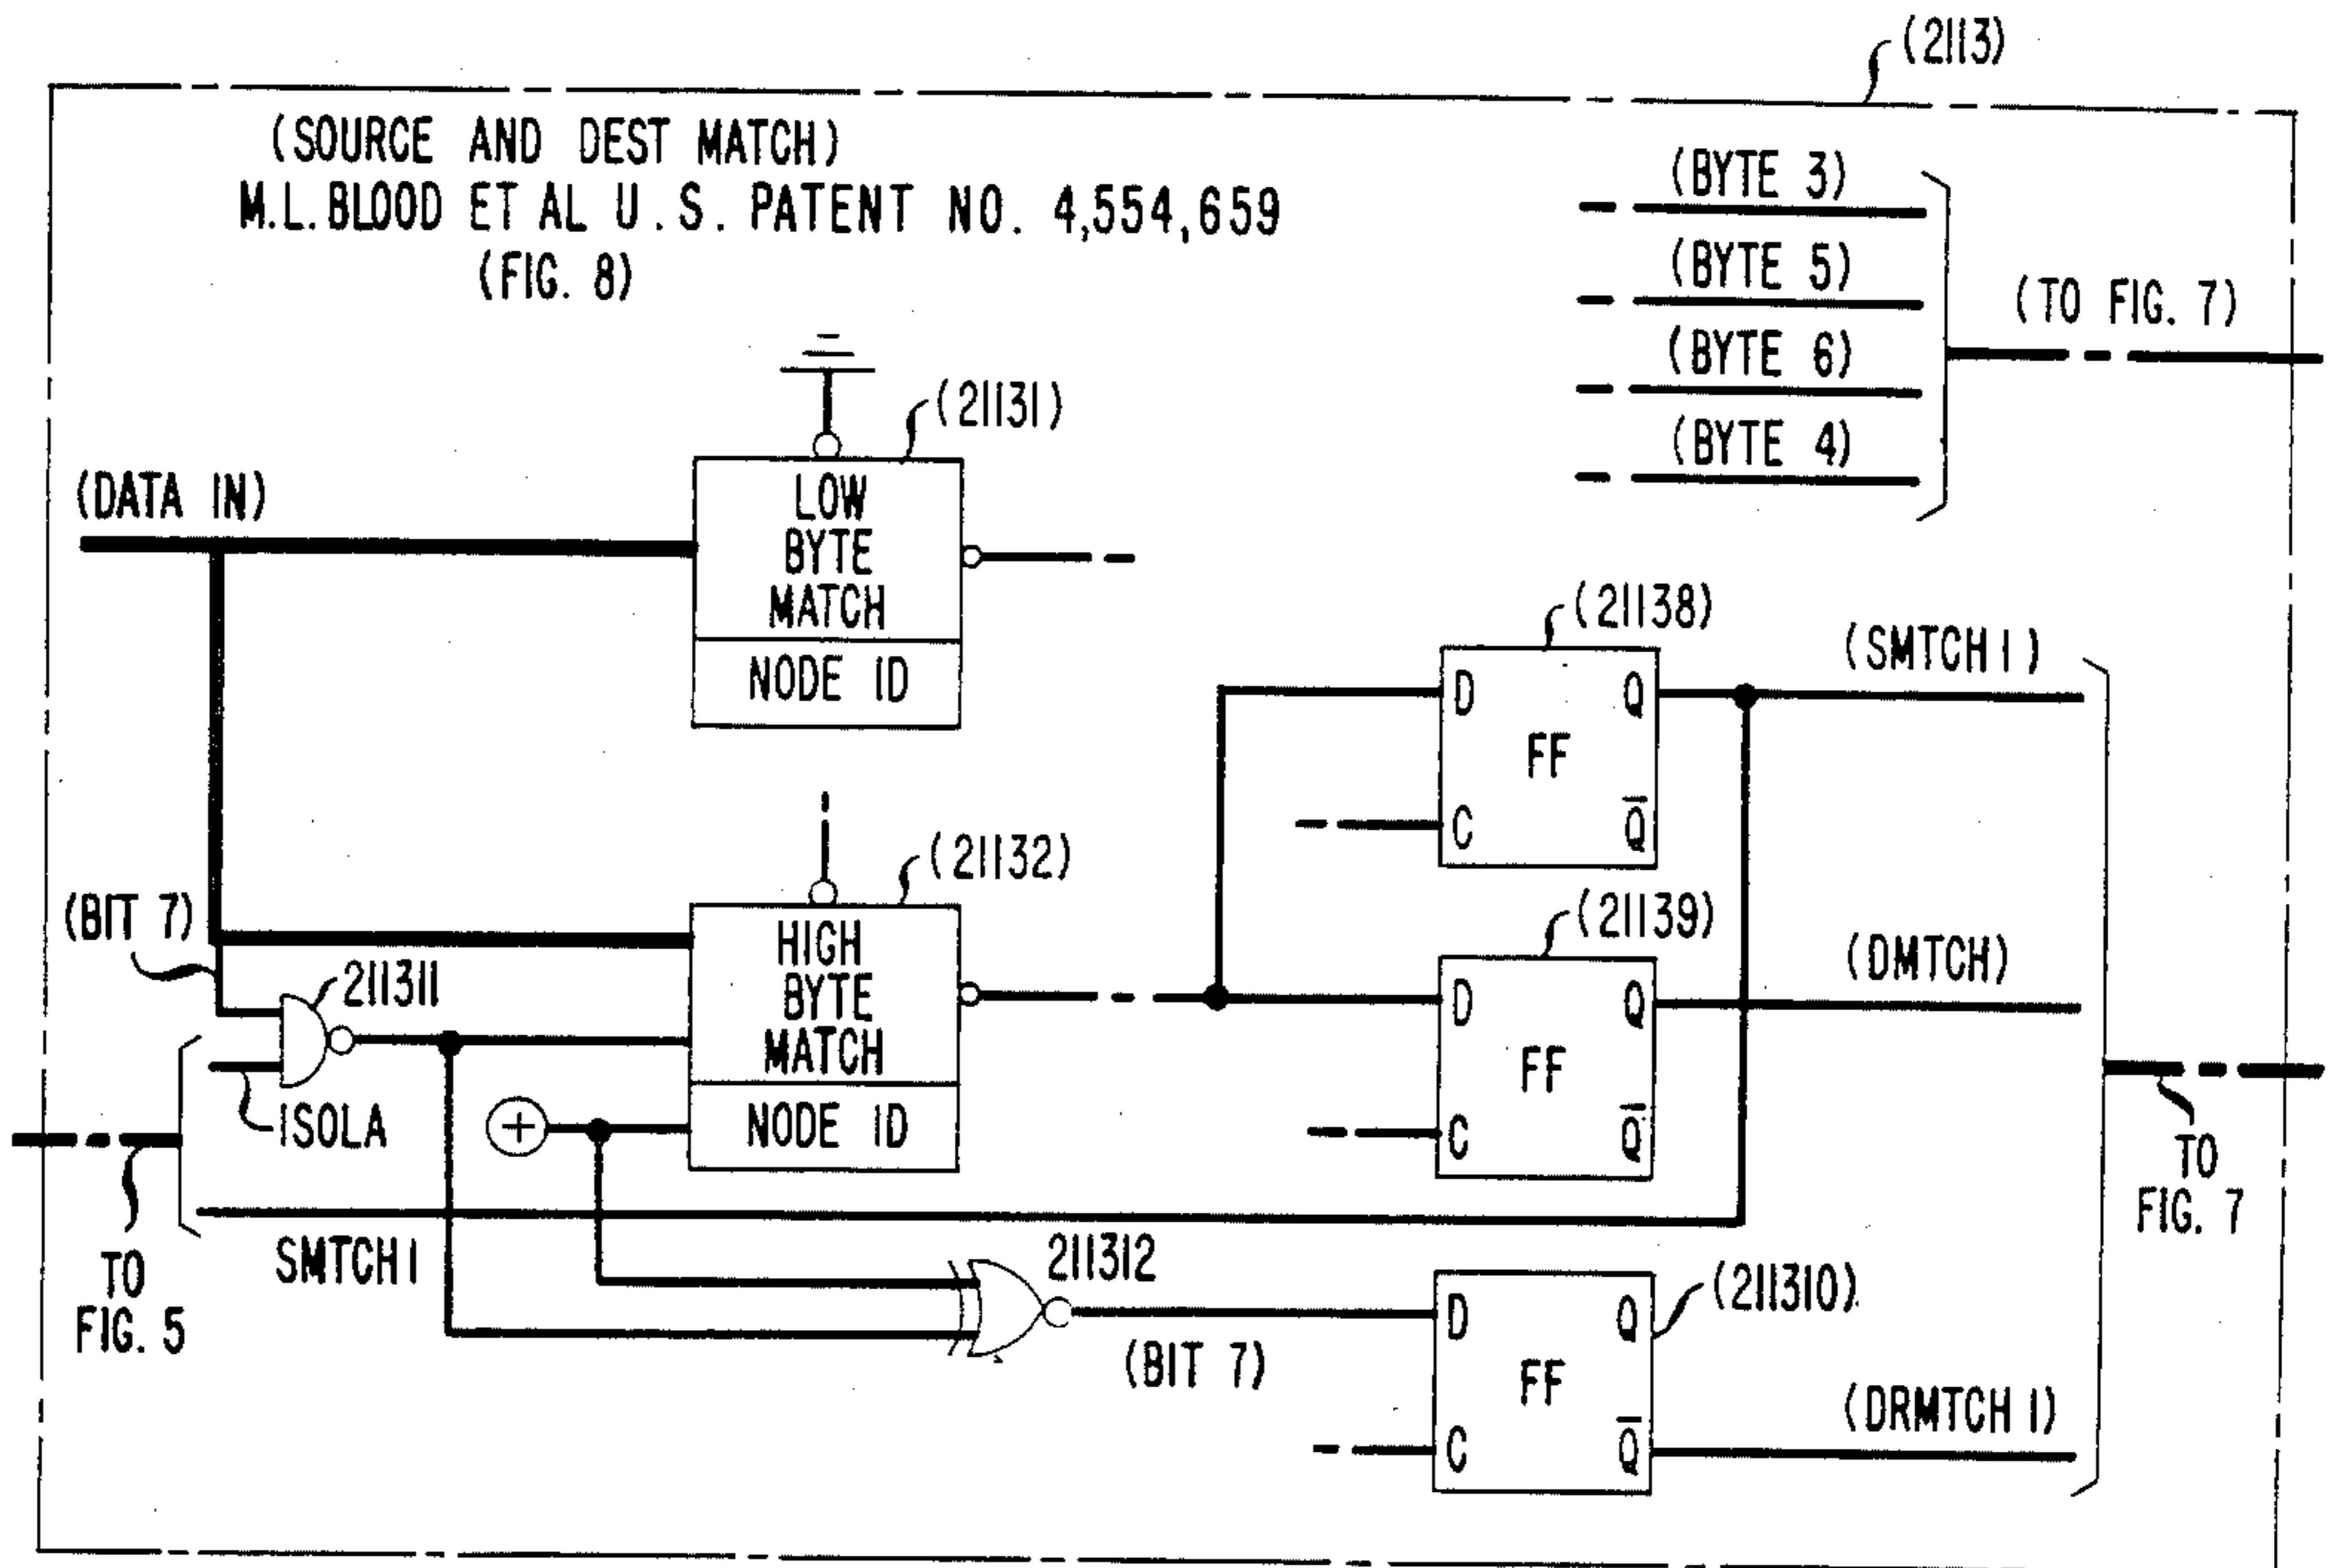 (2113)
(SOURCE AND DEST MATCH)
M.L.BLOOD ET AL U.S. PATENT NO. 4,554,659
(FIG. 8)
(BYTE 3)
(BYTE 5)
(BYTE 6)
(BYTE 4)
(TO FIG. 7)
(21131)
(DATA IN)
LOW
BYTE
MATCH
NODE ID
(21138)
(SMTCH1)
D Q
FF
C Q̅
(21132)
(BIT 7)
HIGH
BYTE
MATCH
NODE ID
211311
ISOLA
+
(21139)
(DMTCH)
D Q
FF
C Q̅
TO
FIG. 7
TO
FIG. 5
SMTCH1
211312
(BIT 7)
(211310)
D Q
FF
C Q̅
(DRMTCH1)